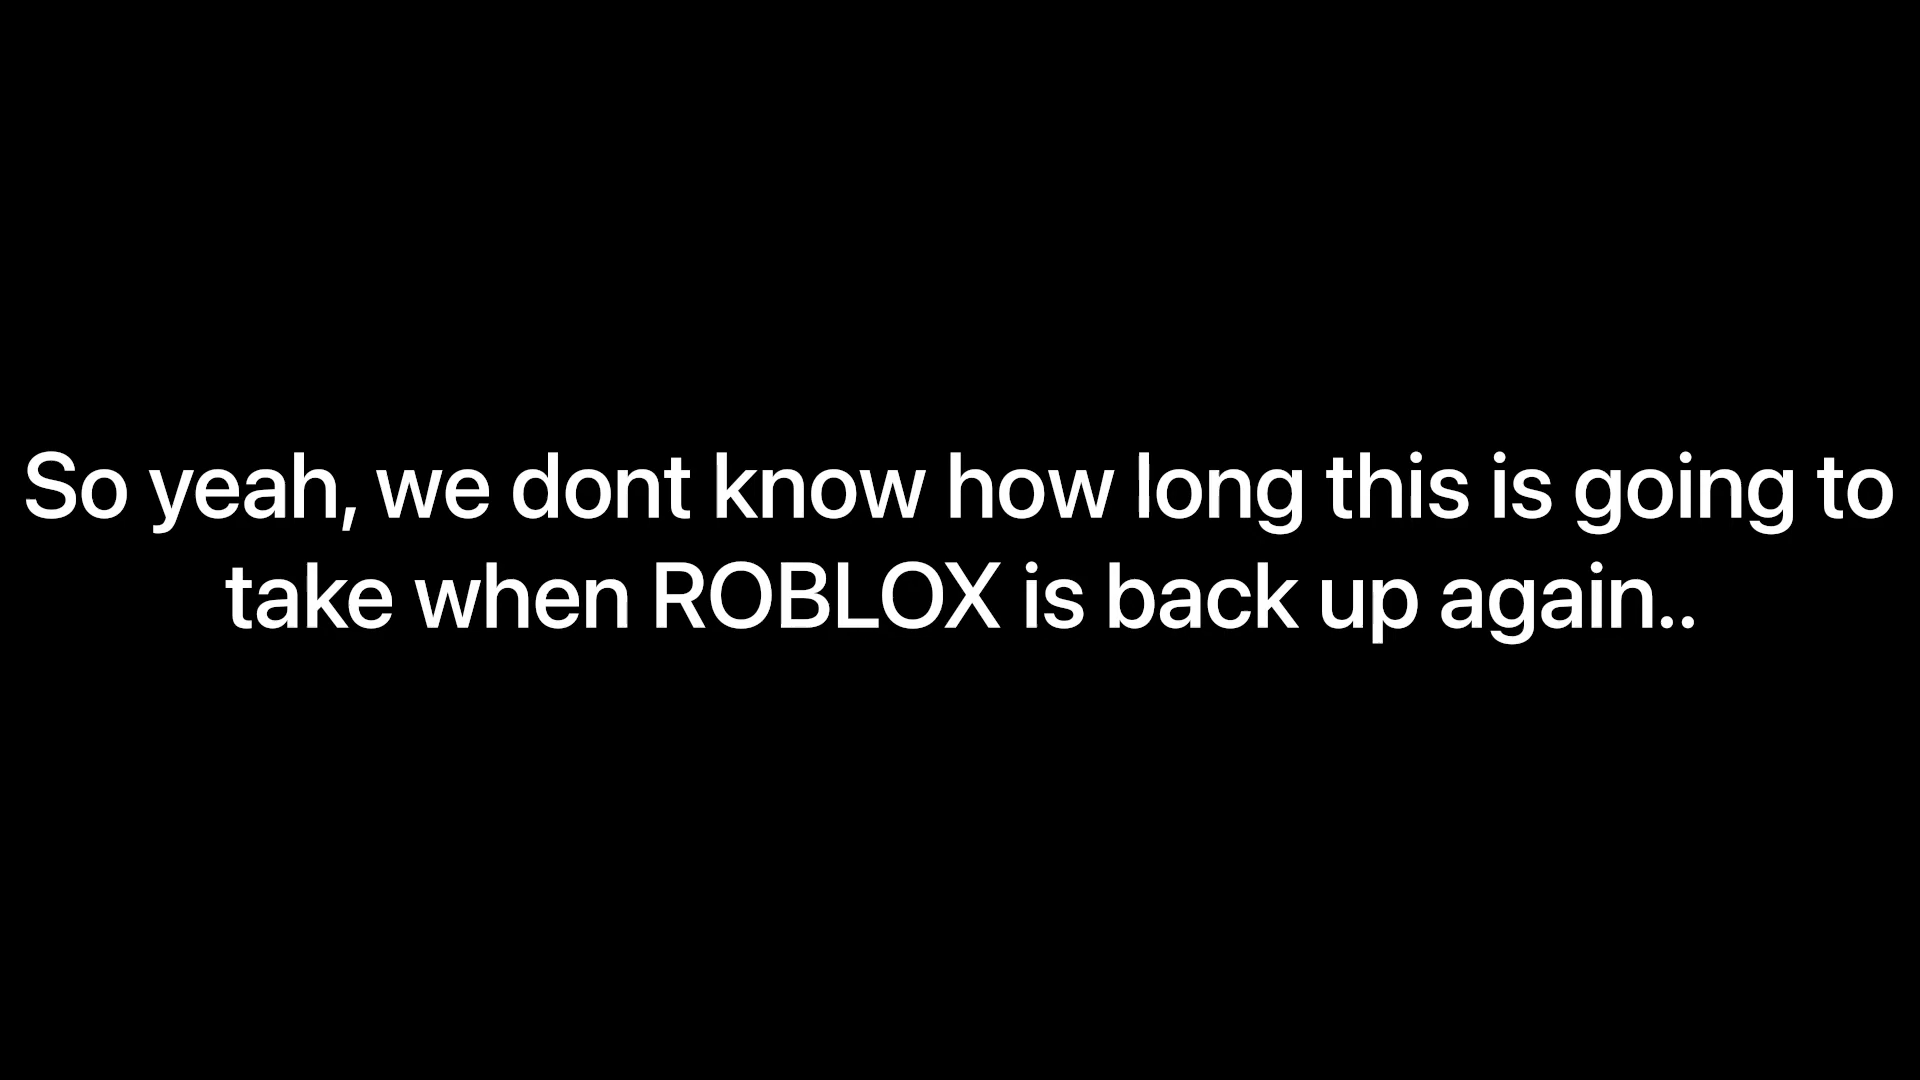 So yeah, we dont know how long this is going to
take when ROBLOX is back up again..